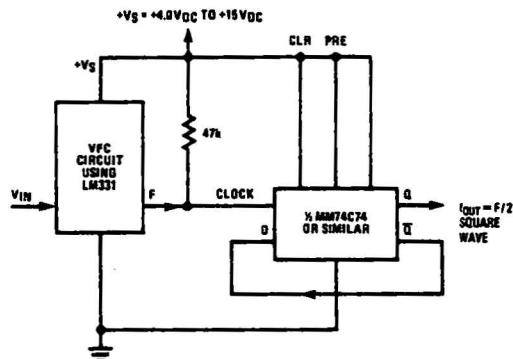 +VS = +4.0VDC TO +15VDC
CLR PRE
+VS
47k
VFC
CIRCUIT
USING
LM331
VIN
F
CLOCK
D
½ MM74C74
OR SIMILAR
Q
Q̅
fOUT = F/2
SQUARE
WAVE